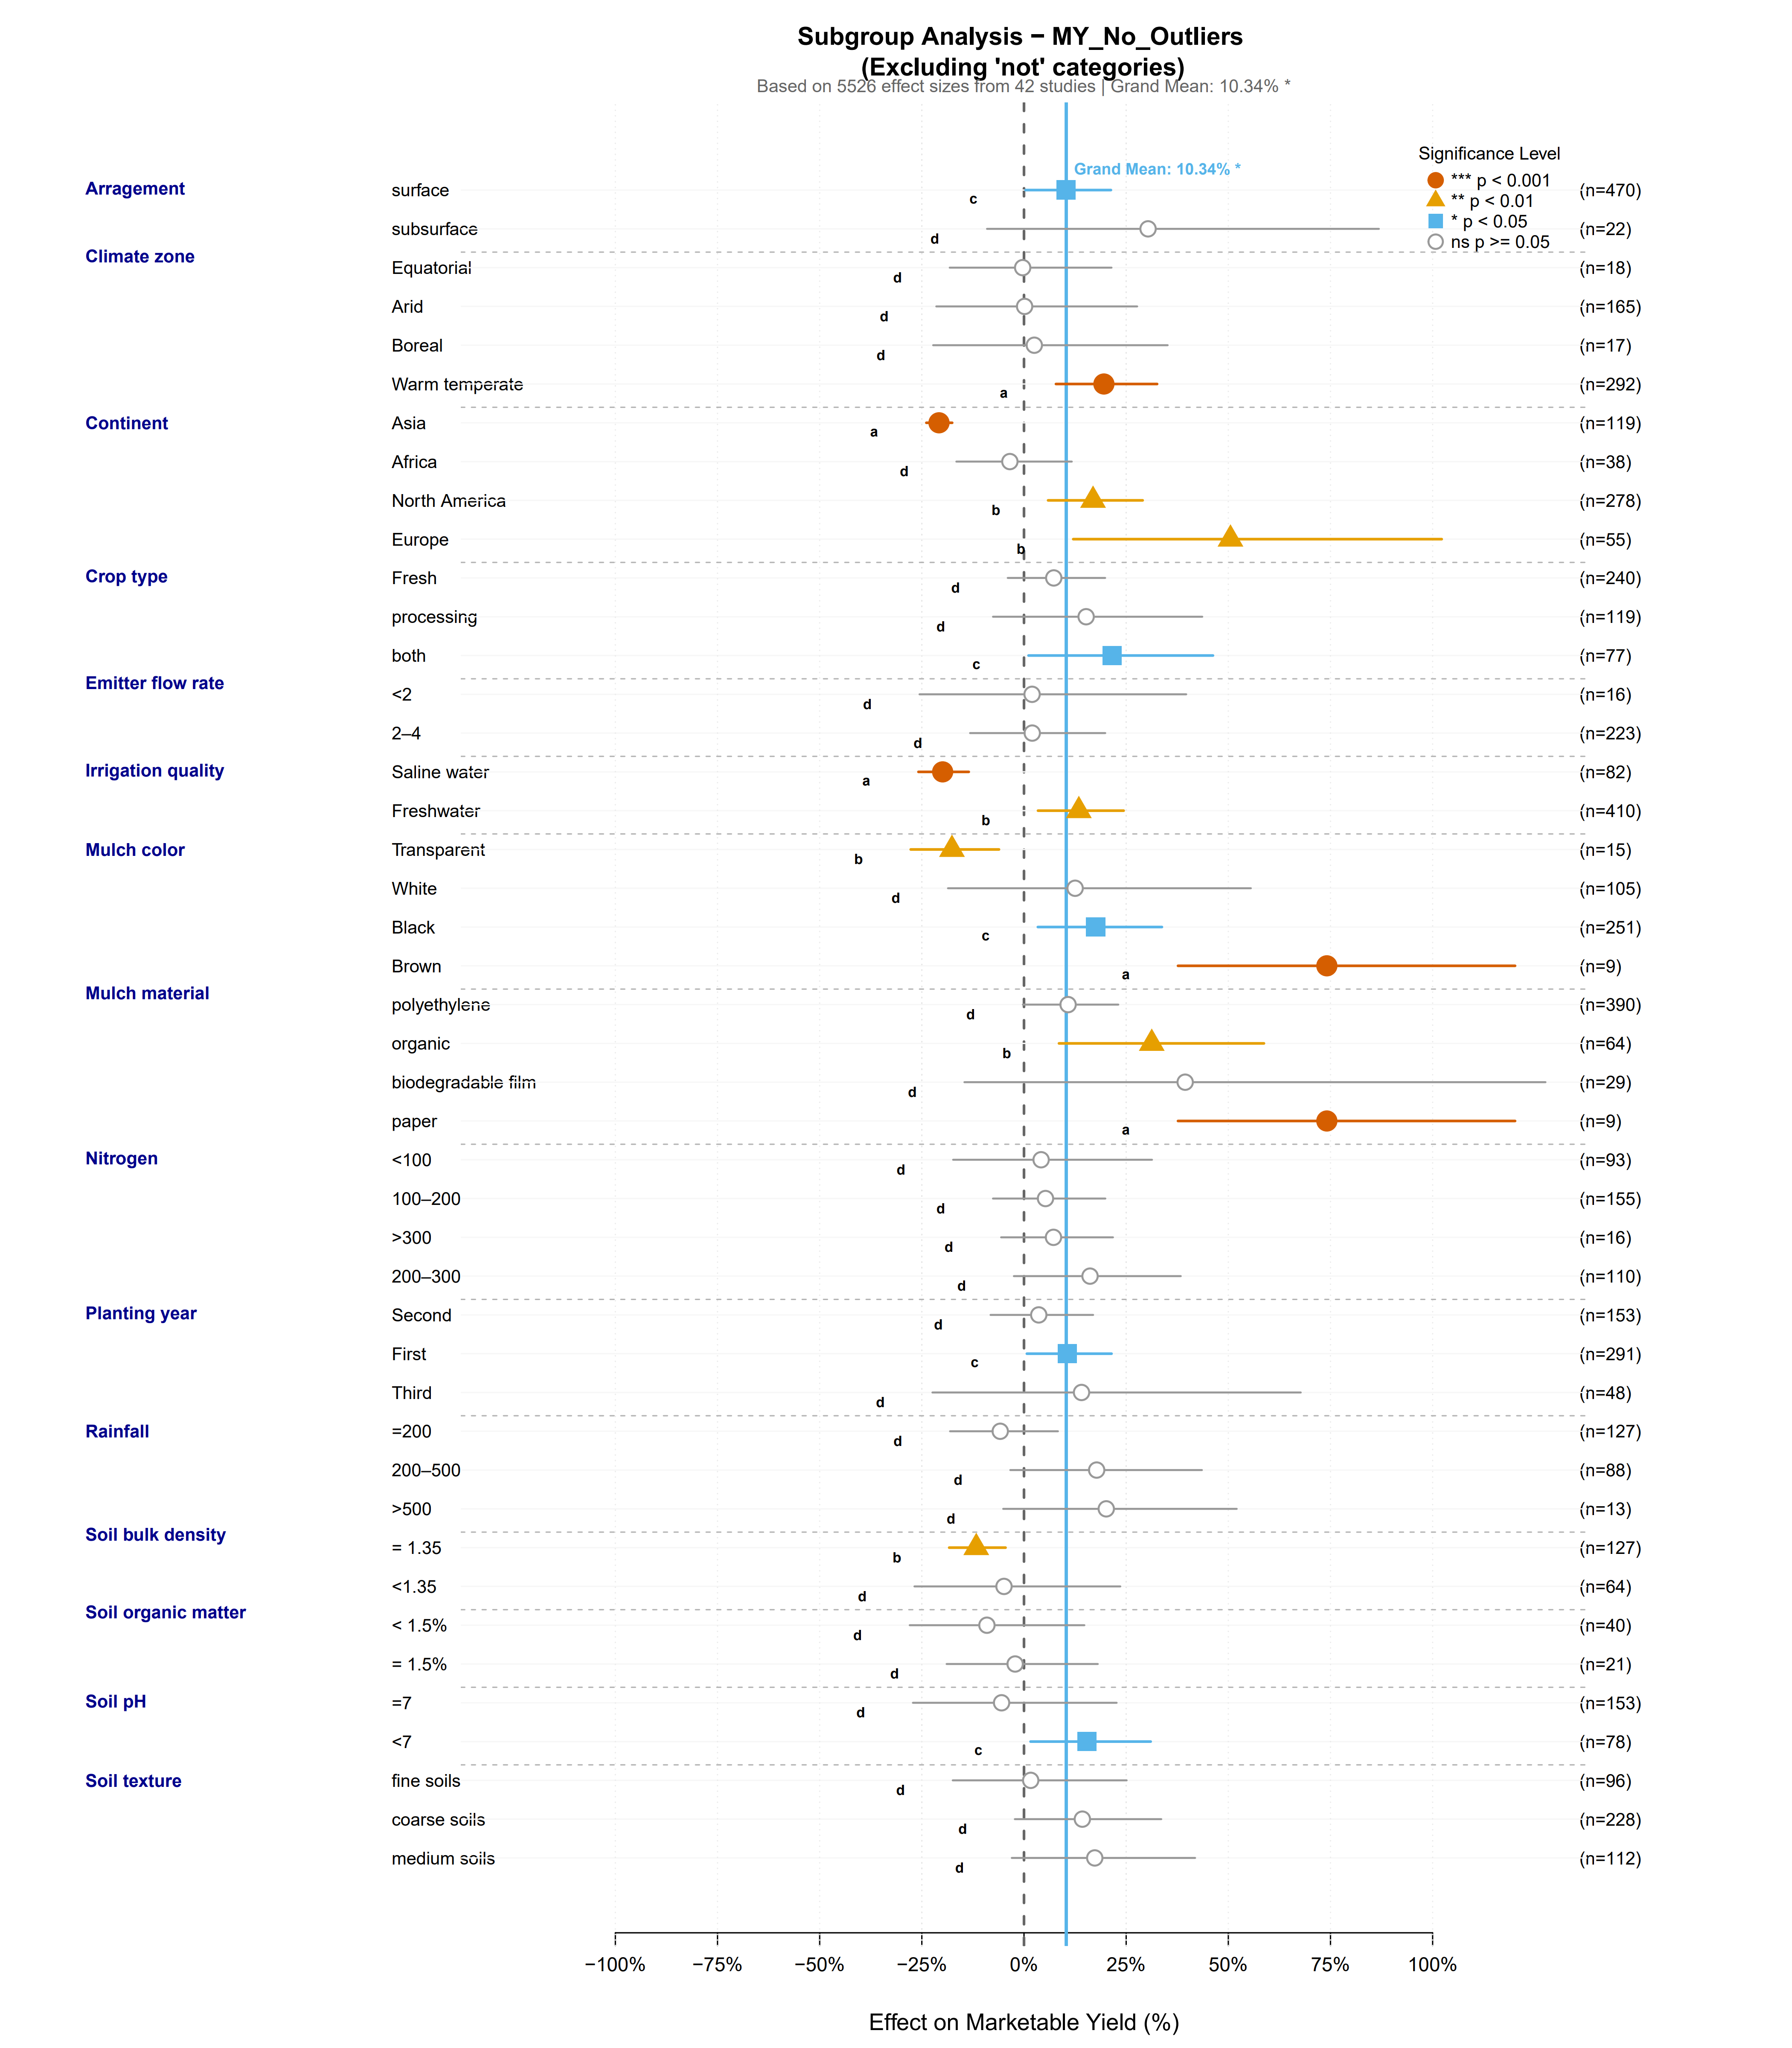 Subgroup Analysis − MY_No_Outliers
(Excluding 'not' categories)
Based on 5526 effect sizes from 42 studies | Grand Mean: 10.34% *
Significance Level
*** p < 0.001
** p < 0.01
* p < 0.05
ns p >= 0.05
Grand Mean: 10.34% *
Arragement
surface c (n=470)
subsurface d (n=22)
Climate zone
Equatorial d (n=18)
Arid d (n=165)
Boreal d (n=17)
Warm temperate a (n=292)
Continent
Asia a (n=119)
Africa d (n=38)
North America b (n=278)
Europe b (n=55)
Crop type
Fresh d (n=240)
processing d (n=119)
both c (n=77)
Emitter flow rate
<2 d (n=16)
2–4 d (n=223)
Irrigation quality
Saline water a (n=82)
Freshwater b (n=410)
Mulch color
Transparent b (n=15)
White d (n=105)
Black c (n=251)
Brown a (n=9)
Mulch material
polyethylene d (n=390)
organic b (n=64)
biodegradable film d (n=29)
paper a (n=9)
Nitrogen
<100 d (n=93)
100–200 d (n=155)
>300 d (n=16)
200–300 d (n=110)
Planting year
Second d (n=153)
First c (n=291)
Third d (n=48)
Rainfall
=200 d (n=127)
200–500 d (n=88)
>500 d (n=13)
Soil bulk density
= 1.35 b (n=127)
<1.35 d (n=64)
Soil organic matter
< 1.5% d (n=40)
= 1.5% d (n=21)
Soil pH
=7 d (n=153)
<7 c (n=78)
Soil texture
fine soils d (n=96)
coarse soils d (n=228)
medium soils d (n=112)
−100% −75% −50% −25% 0% 25% 50% 75% 100%
Effect on Marketable Yield (%)